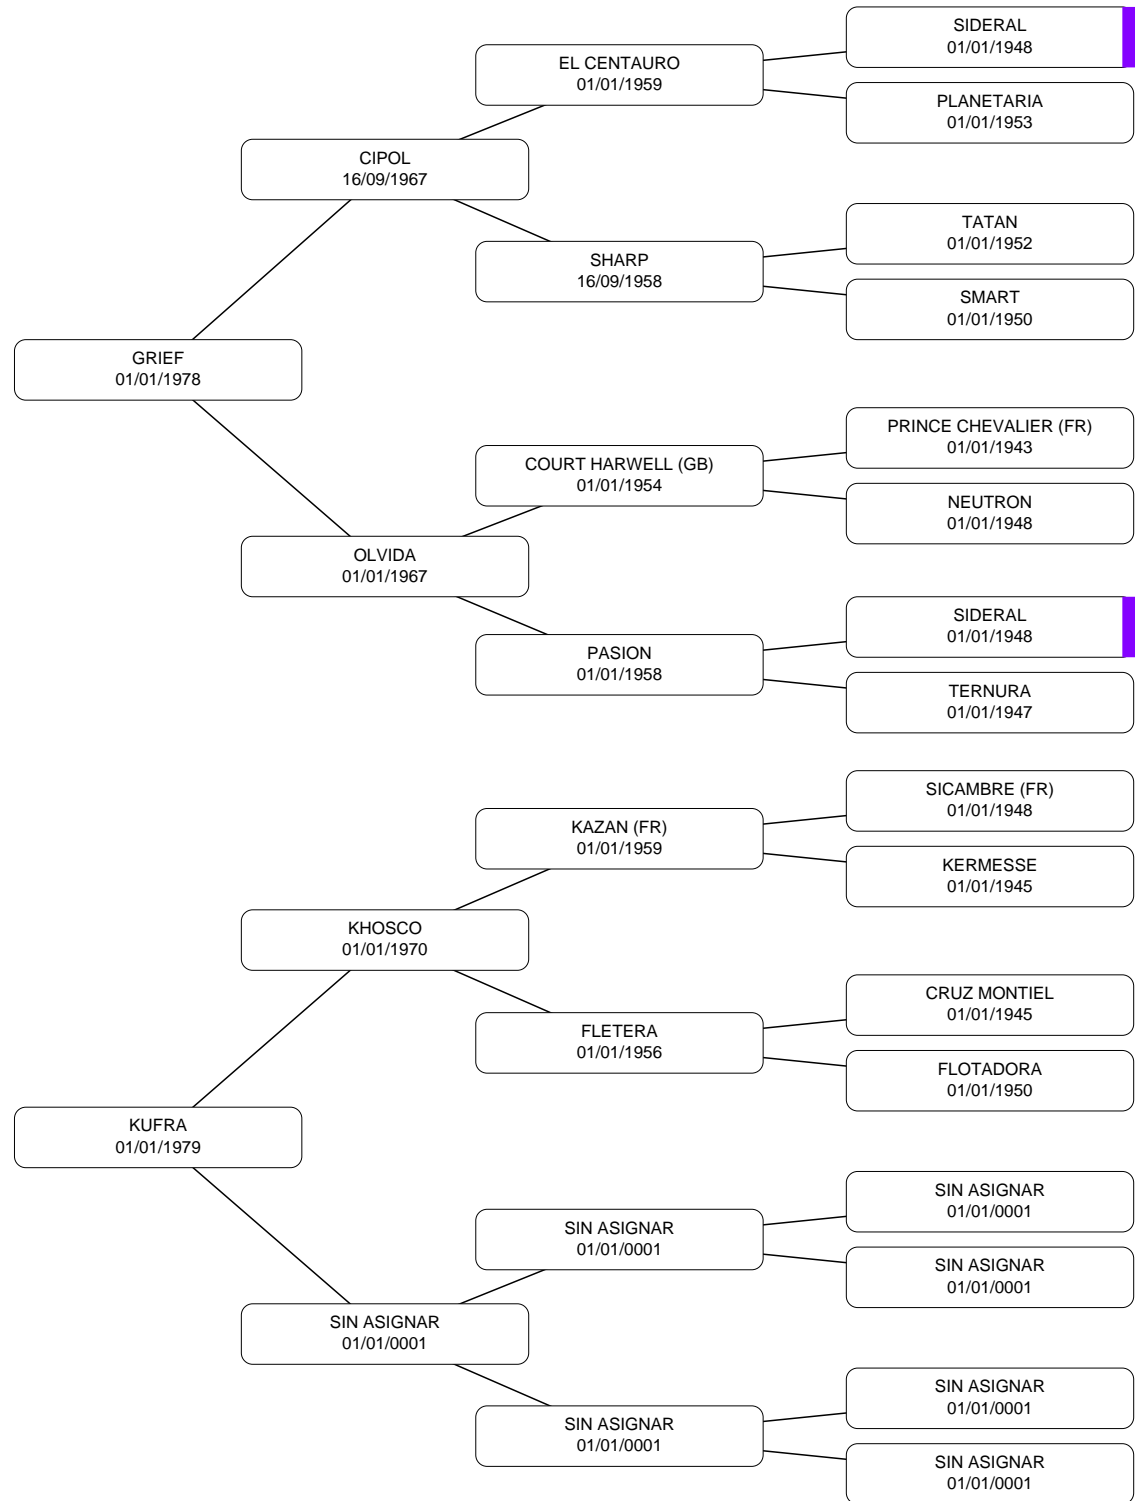 SIDERAL
01/01/1948
EL CENTAURO
01/01/1959
PLANETARIA
01/01/1953
CIPOL
16/09/1967
TATAN
01/01/1952
SHARP
16/09/1958
SMART
01/01/1950
GRIEF
01/01/1978
PRINCE CHEVALIER (FR)
01/01/1943
COURT HARWELL (GB)
01/01/1954
NEUTRON
01/01/1948
OLVIDA
01/01/1967
SIDERAL
01/01/1948
PASION
01/01/1958
TERNURA
01/01/1947
SICAMBRE (FR)
01/01/1948
KAZAN (FR)
01/01/1959
KERMESSE
01/01/1945
KHOSCO
01/01/1970
CRUZ MONTIEL
01/01/1945
FLETERA
01/01/1956
FLOTADORA
01/01/1950
KUFRA
01/01/1979
SIN ASIGNAR
01/01/0001
SIN ASIGNAR
01/01/0001
SIN ASIGNAR
01/01/0001
SIN ASIGNAR
01/01/0001
SIN ASIGNAR
01/01/0001
SIN ASIGNAR
01/01/0001
SIN ASIGNAR
01/01/0001